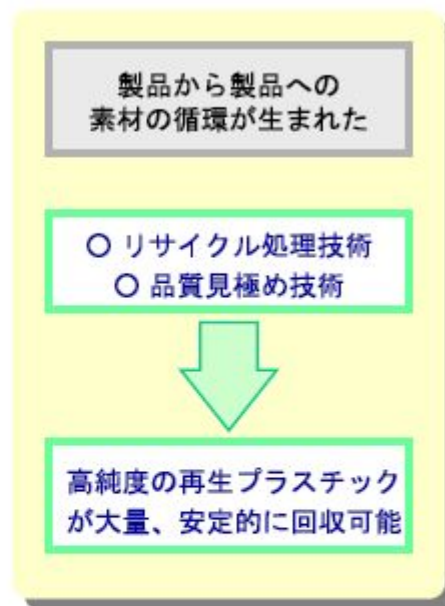 製品から製品への
素材の循環が生まれた
○ リサイクル処理技術
○ 品質見極め技術
高純度の再生プラスチック
が大量、安定的に回収可能